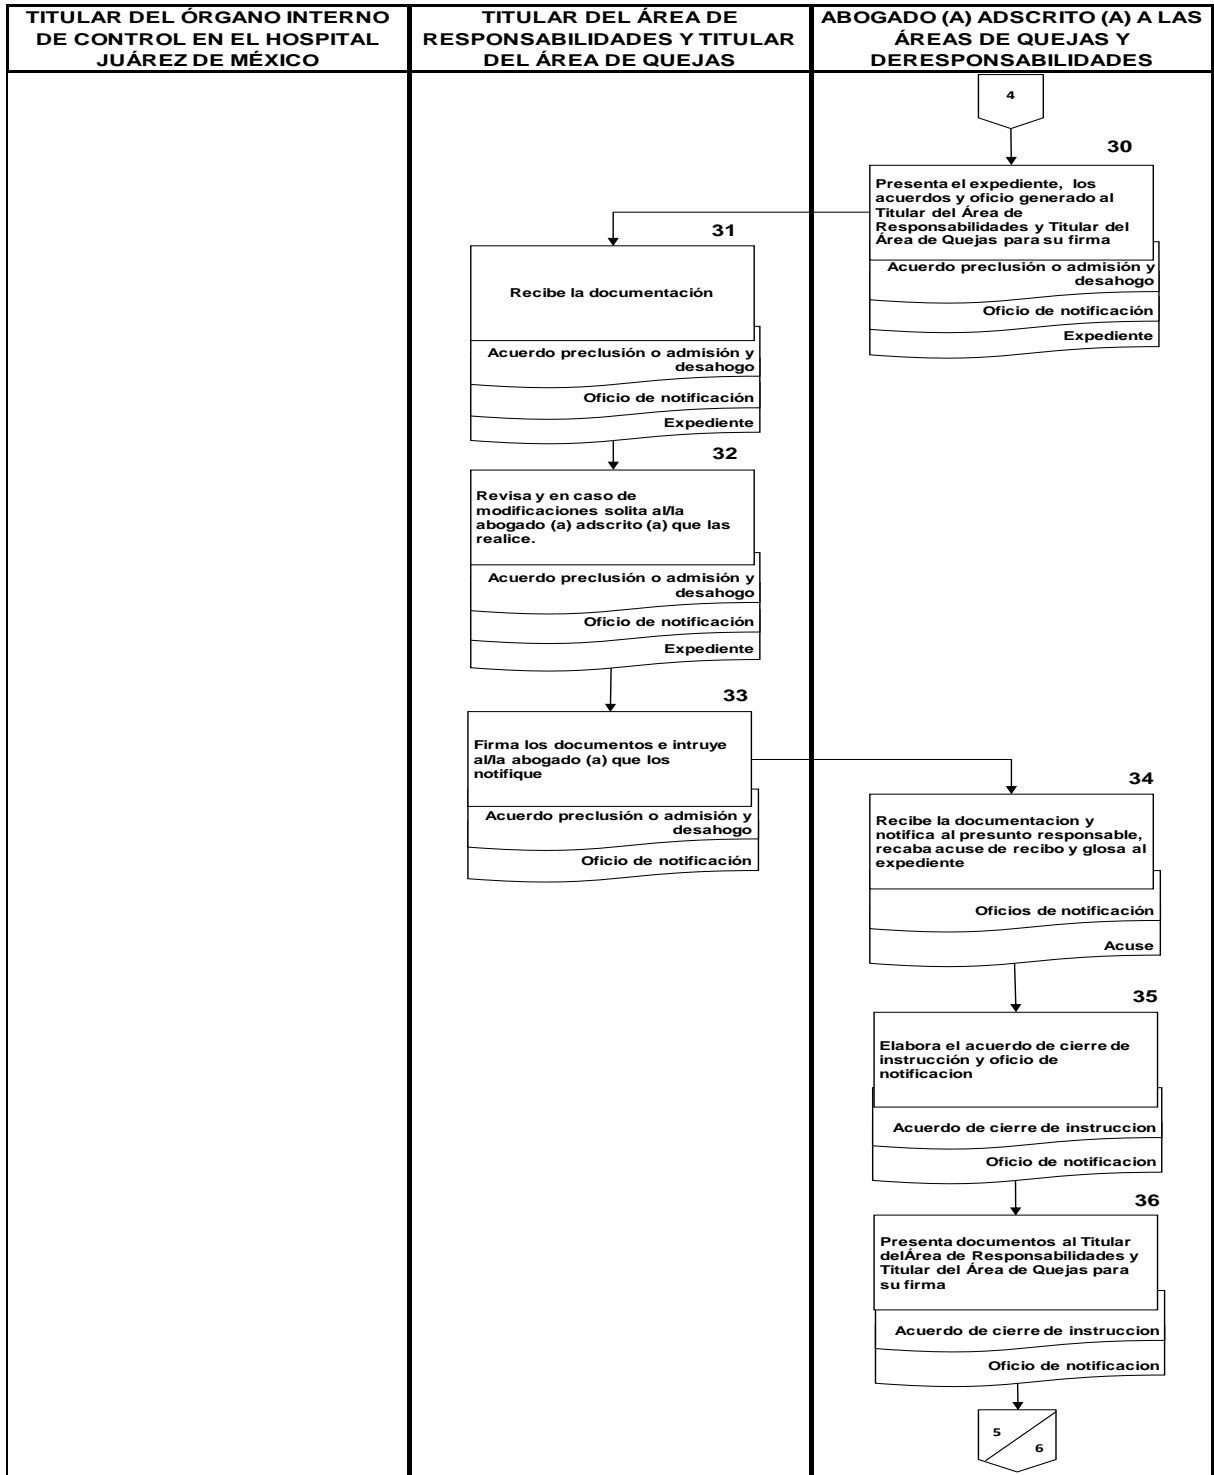 TITULAR DEL ÓRGANO INTERNO
DE CONTROL EN EL HOSPITAL
JUÁREZ DE MÉXICO
TITULAR DEL ÁREA DE
RESPONSABILIDADES Y TITULAR
DEL ÁREA DE QUEJAS
ABOGADO (A) ADSCRITO (A) A LAS
ÁREAS DE QUEJAS Y
DERESPONSABILIDADES
4
30
Presenta el expediente, los
acuerdos y oficio generado al
Titular del Área de
Responsabilidades y Titular del
Área de Quejas para su firma
Acuerdo preclusión o admisión y
desahogo
Oficio de notificación
Expediente
31
Recibe la documentación
Acuerdo preclusión o admisión y
desahogo
Oficio de notificación
Expediente
32
Revisa y en caso de
modificaciones solita al/la
abogado (a) adscrito (a) que las
realice.
Acuerdo preclusión o admisión y
desahogo
Oficio de notificación
Expediente
33
Firma los documentos e intruye
al/la abogado (a) que los
notifique
Acuerdo preclusión o admisión y
desahogo
Oficio de notificación
34
Recibe la documentacion y
notifica al presunto responsable,
recaba acuse de recibo y glosa al
expediente
Oficios de notificación
Acuse
35
Elabora el acuerdo de cierre de
instrucción y oficio de
notificacion
Acuerdo de cierre de instruccion
Oficio de notificacion
36
Presenta documentos al Titular
delÁrea de Responsabilidades y
Titular del Área de Quejas para
su firma
Acuerdo de cierre de instruccion
Oficio de notificacion
5
6